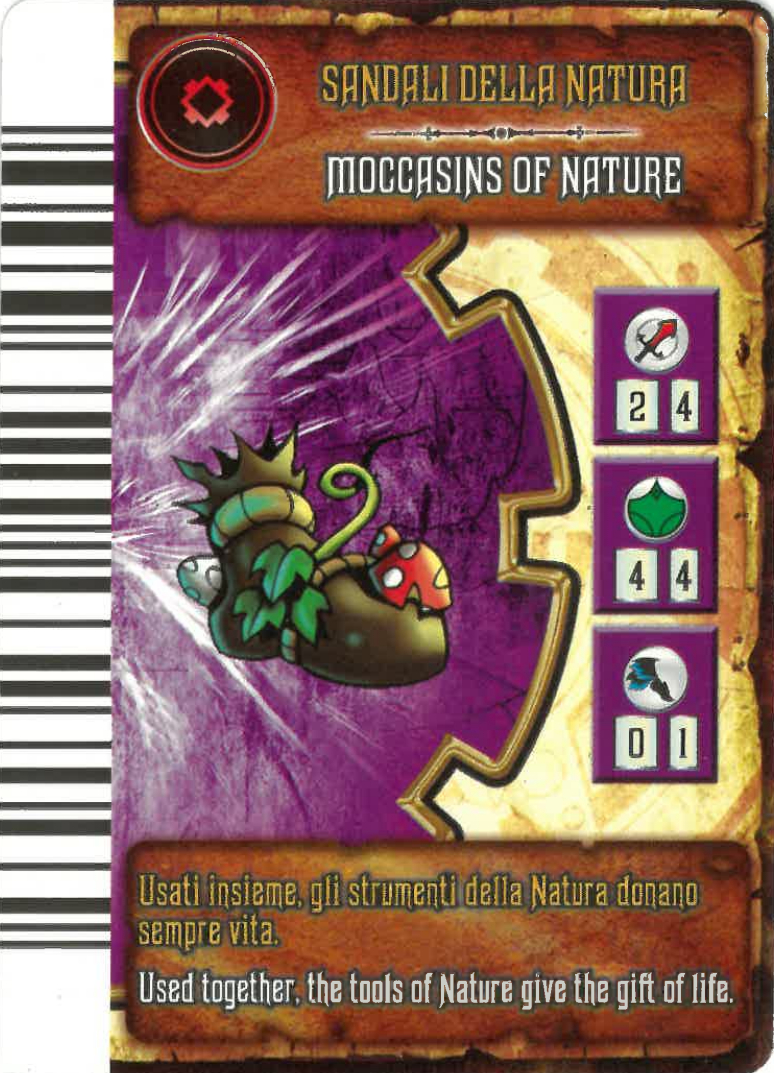 SANDALI DELLA NATURA
MOCCASINS OF NATURE
2 4
4 4
0 1
Usati insieme, gli strumenti della Natura donano
sempre vita.
Used together, the tools of Nature give the gift of life.